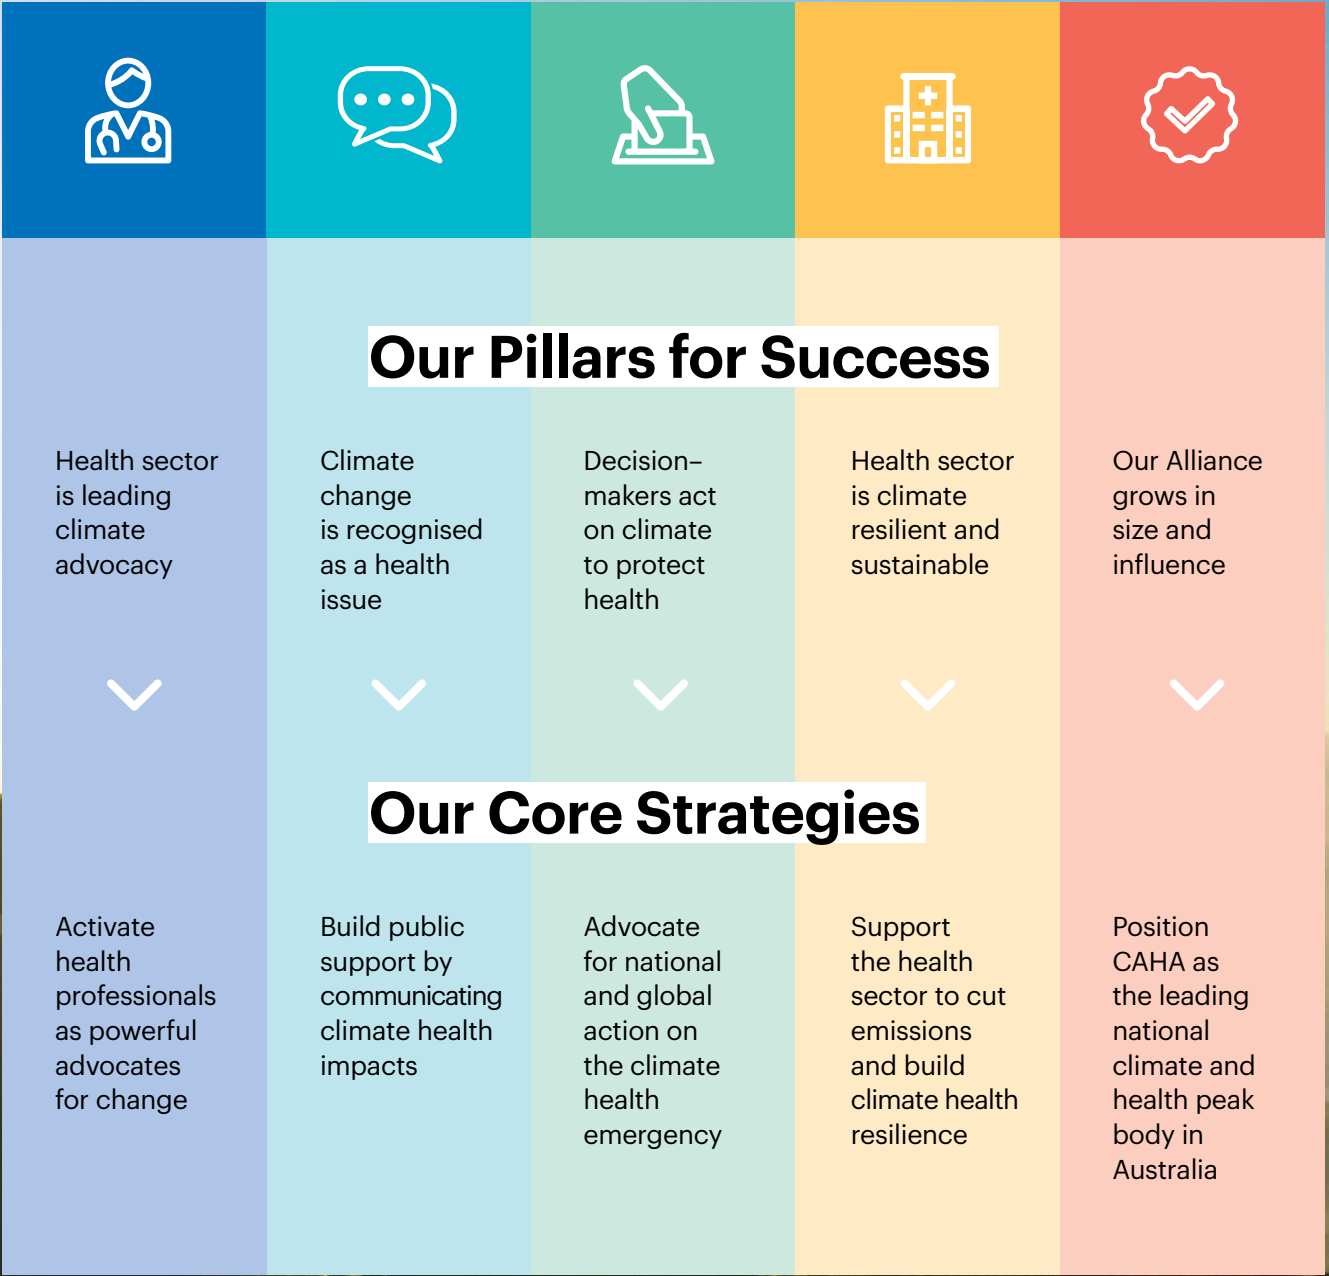 Our Pillars for Success
Health sector
is leading
climate
advocacy
Climate
change
is recognised
as a health
issue
Decision–
makers act
on climate
to protect
health
Health sector
is climate
resilient and
sustainable
Our Alliance
grows in
size and
influence
Our Core Strategies
Activate
health
professionals
as powerful
advocates
for change
Build public
support by
communicating
climate health
impacts
Advocate
for national
and global
action on
the climate
health
emergency
Support
the health
sector to cut
emissions
and build
climate health
resilience
Position
CAHA as
the leading
national
climate and
health peak
body in
Australia